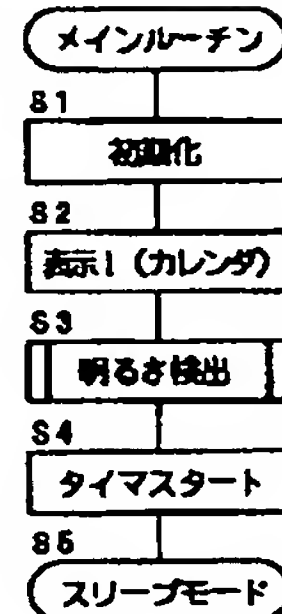 メインルーチン
S1
初期化
S2
表示1(カレンダ)
S3
明るさ検出
S4
タイマスタート
S5
スリープモード